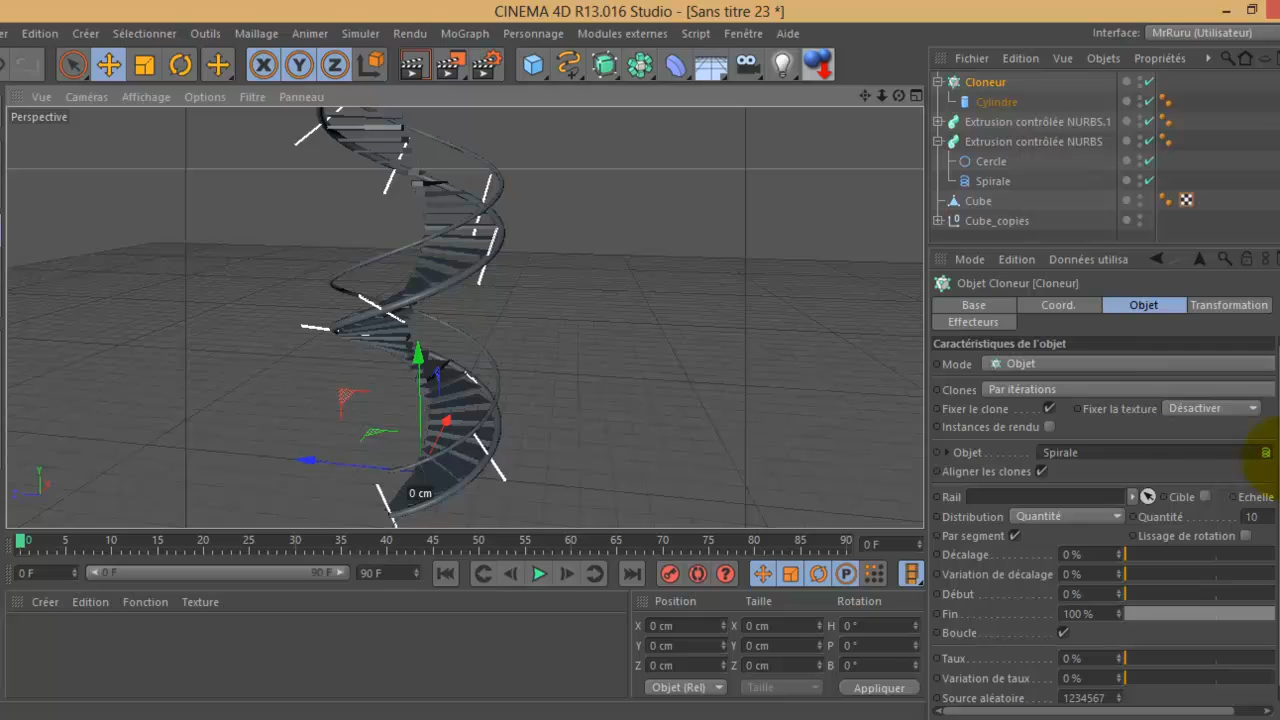 CINEMA 4D R13.016 Studio - [Sans titre 23 *]
er Edition Créer Sélectionner Outils Maillage Animer Simuler Rendu MoGraph Personnage Modules externes Script Fenêtre Aide Interface: MrRuru (Utilisateur)
X Y Z
Fichier Edition Vue Objets Propriétés
Vue Caméras Affichage Options Filtre Panneau
Perspective
Cloneur
Cylindre
Extrusion contrôlée NURBS.1
Extrusion contrôlée NURBS
Cercle
Spirale
Cube
Cube_copies
Mode Edition Données utilisa
Objet Cloneur [Cloneur]
Base Coord. Objet Transformation
Effecteurs
Caractéristiques de l'objet
Mode Objet
Clones Par itérations
Fixer le clone Fixer la texture Désactiver
Instances de rendu
Objet Spirale
Aligner les clones
Rail Cible Echelle
Distribution Quantité Quantité 10
Par segment Lissage de rotation
Décalage 0 %
Variation de décalage 0 %
Début 0 %
Fin 100 %
Boucle
Taux 0 %
Variation de taux 0 %
Source aléatoire 1234567
0 cm
Y
0 5 10 15 20 25 30 35 40 45 50 55 60 65 70 75 80 85 90 0 F
0 F 0 F 90 F 90 F P
Créer Edition Fonction Texture
Position Taille Rotation
X 0 cm X 0 cm H 0 °
Y 0 cm Y 0 cm P 0 °
Z 0 cm Z 0 cm B 0 °
Objet (Rel) Taille Appliquer